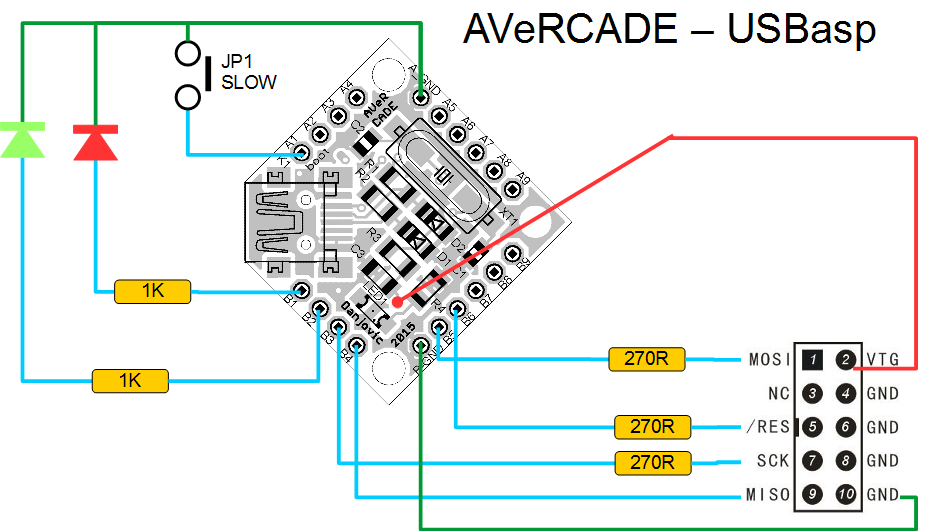 AVeRCADE – USBasp
JP1
SLOW
A_GND
A4
A3
A2
A1
A5
A6
A7
A8
A9
AVeR
CADE
boot
X1
C2
R1
R2
XT1
R3
C3
D2
D1
C1
R4
LED1
Danjovic
2015
B1
B2
B3
B4
B_GND
B5
B6
B7
B8
B9
1K
1K
270R
270R
270R
MOSI 1 2 VTG
NC 3 4 GND
/RES 5 6 GND
SCK 7 8 GND
MISO 9 10 GND